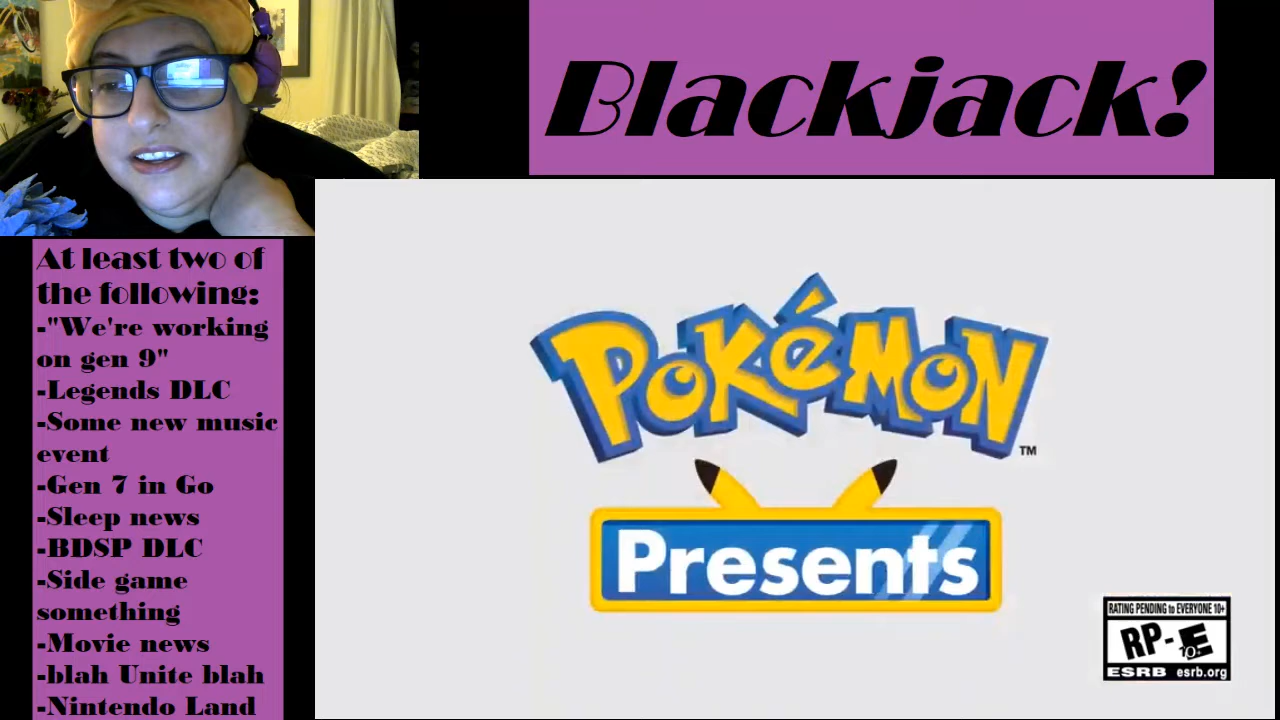 Blackjack!
At least two of
the following:
-"We're working
on gen 9"
-Legends DLC
-Some new music
event
-Gen 7 in Go
-Sleep news
-BDSP DLC
-Side game
something
-Movie news
-blah Unite blah
-Nintendo Land
POKéMON
TM
Presents
RATING PENDING to EVERYONE 10+
RP-E
10+
ESRB esrb.org